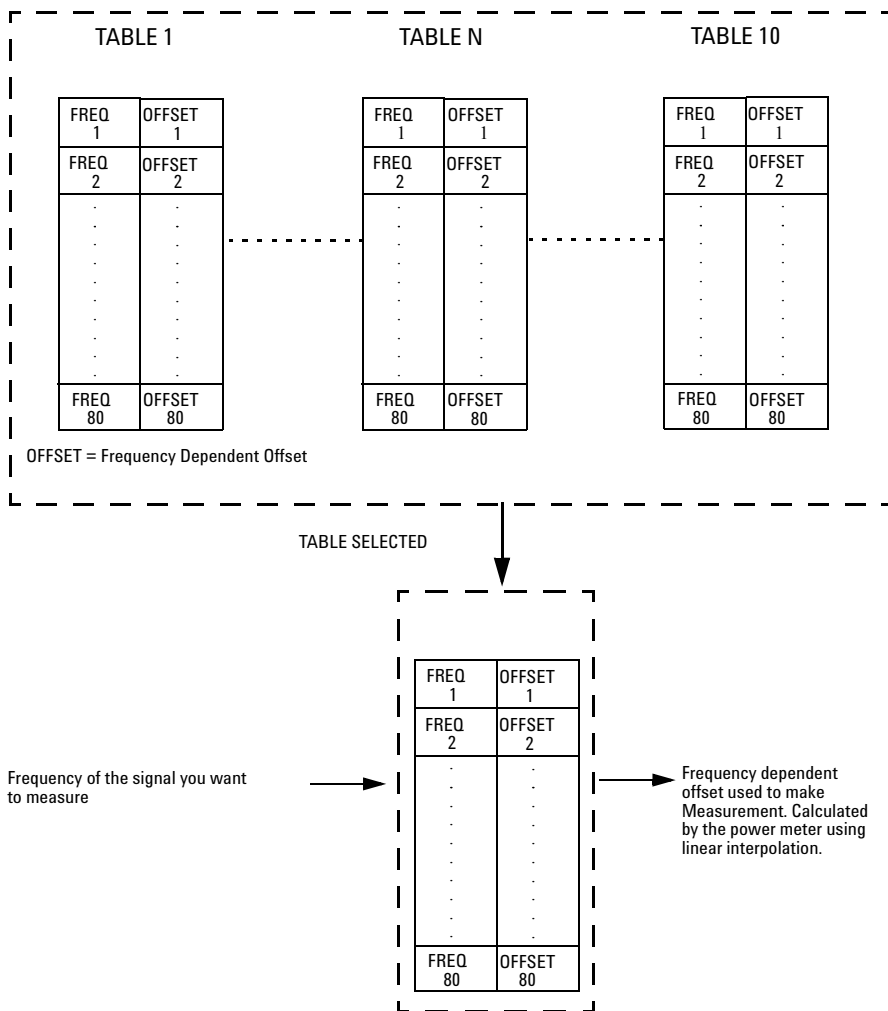 TABLE 1 TABLE N TABLE 10
FREQ OFFSET FREQ OFFSET FREQ OFFSET
1 1 1 1 1 1
FREQ OFFSET FREQ OFFSET FREQ OFFSET
2 2 2 2 2 2
FREQ OFFSET FREQ OFFSET FREQ OFFSET
80 80 80 80 80 80
OFFSET = Frequency Dependent Offset
TABLE SELECTED
FREQ OFFSET
1 1
FREQ OFFSET
2 2
Frequency of the signal you want
to measure
Frequency dependent
offset used to make
Measurement. Calculated
by the power meter using
linear interpolation.
FREQ OFFSET
80 80